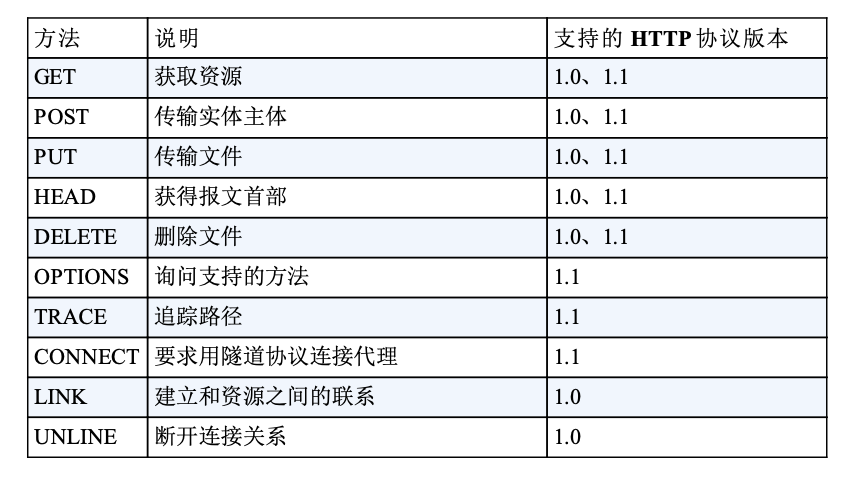 方法 说明 支持的 HTTP 协议版本
GET 获取资源 1.0、1.1
POST 传输实体主体 1.0、1.1
PUT 传输文件 1.0、1.1
HEAD 获得报文首部 1.0、1.1
DELETE 删除文件 1.0、1.1
OPTIONS 询问支持的方法 1.1
TRACE 追踪路径 1.1
CONNECT 要求用隧道协议连接代理 1.1
LINK 建立和资源之间的联系 1.0
UNLINE 断开连接关系 1.0